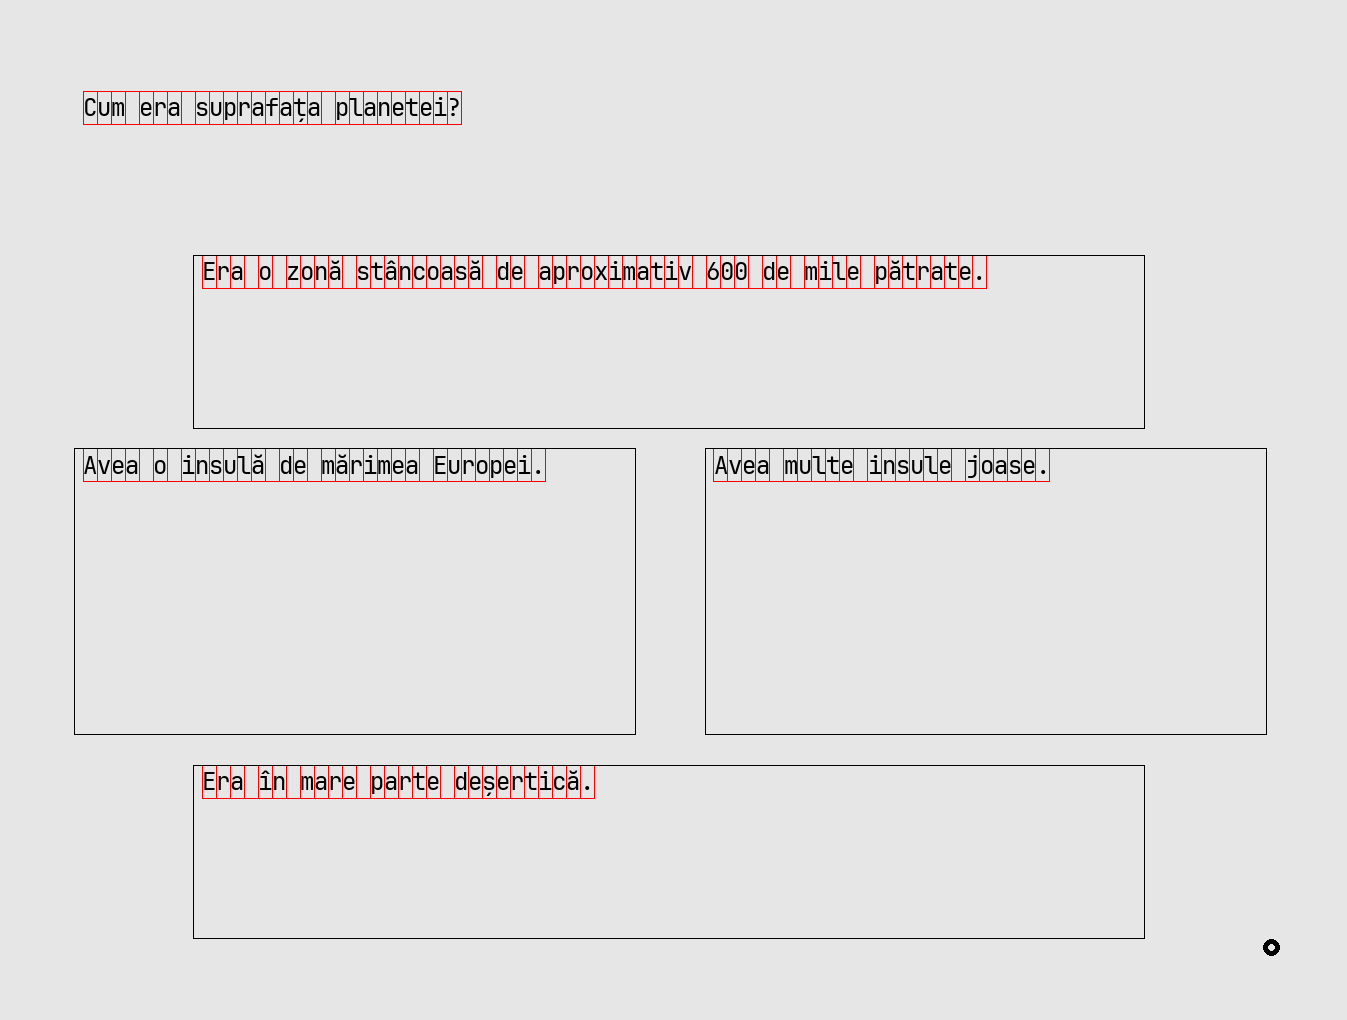 Cum era suprafața planetei?
Era o zonă stâncoasă de aproximativ 600 de mile pătrate.
Avea o insulă de mărimea Europei.
Avea multe insule joase.
Era în mare parte deșertică.